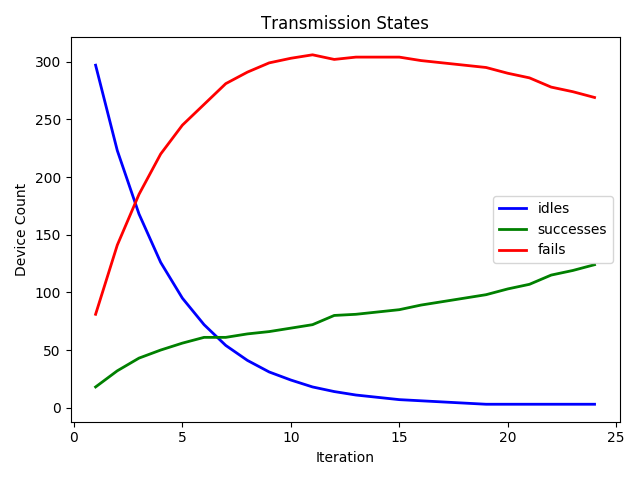 Transmission States
Device Count
300
250
200
150
100
50
0
idles
successes
fails
0 5 10 15 20 25
Iteration